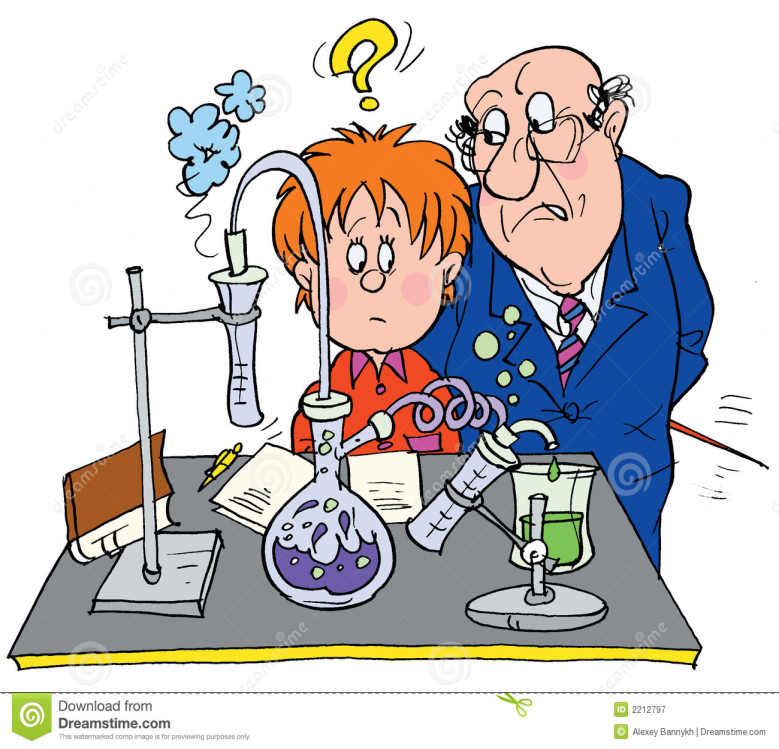 ?
dreamstime
Download from
Dreamstime.com
This watermarked comp image is for previewing purposes only.
ID 2212797
© Alexey Bannykh | Dreamstime.com